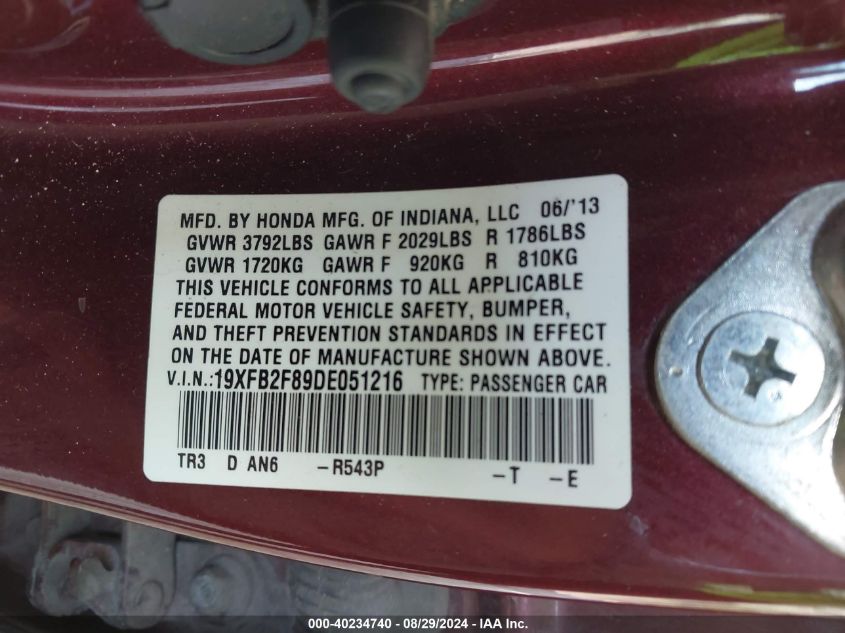 MFD. BY HONDA MFG. OF INDIANA, LLC 06/'13
GVWR 3792LBS GAWR F 2029LBS R 1786LBS
GVWR 1720KG GAWR F 920KG R 810KG
THIS VEHICLE CONFORMS TO ALL APPLICABLE
FEDERAL MOTOR VEHICLE SAFETY, BUMPER,
AND THEFT PREVENTION STANDARDS IN EFFECT
ON THE DATE OF MANUFACTURE SHOWN ABOVE.
V.I.N.:19XFB2F89DE051216 TYPE: PASSENGER CAR
TR3 D AN6 -R543P -T -E
000-40234740 - 08/29/2024 - IAA Inc.